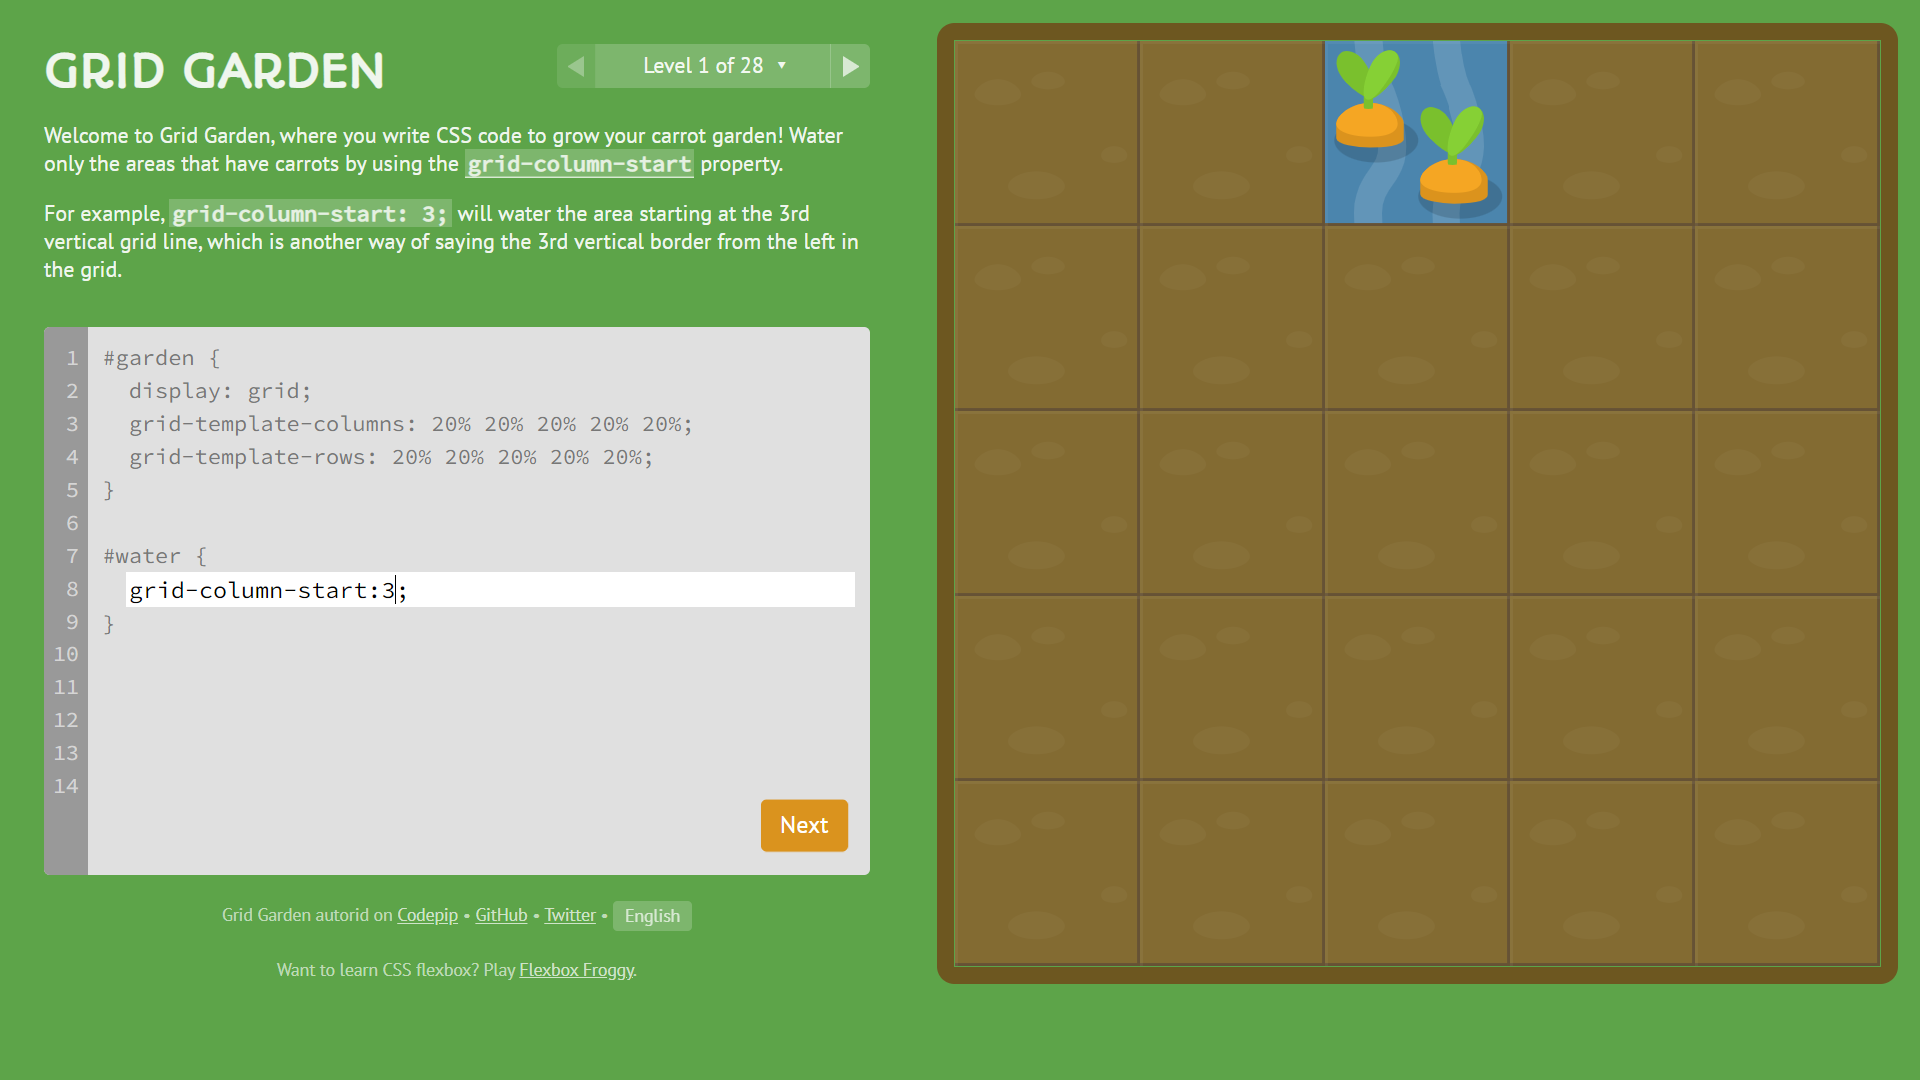 GRID GARDEN
Level 1 of 28 ▼
Welcome to Grid Garden, where you write CSS code to grow your carrot garden! Water
only the areas that have carrots by using the grid-column-start property.
For example, grid-column-start: 3; will water the area starting at the 3rd
vertical grid line, which is another way of saying the 3rd vertical border from the left in
the grid.
1 #garden {
2 display: grid;
3 grid-template-columns: 20% 20% 20% 20% 20%;
4 grid-template-rows: 20% 20% 20% 20% 20%;
5 }
6
7 #water {
8 grid-column-start:3;
9 }
10
11
12
13
14
Next
Grid Garden autorid on Codepip • GitHub • Twitter • English
Want to learn CSS flexbox? Play Flexbox Froggy.